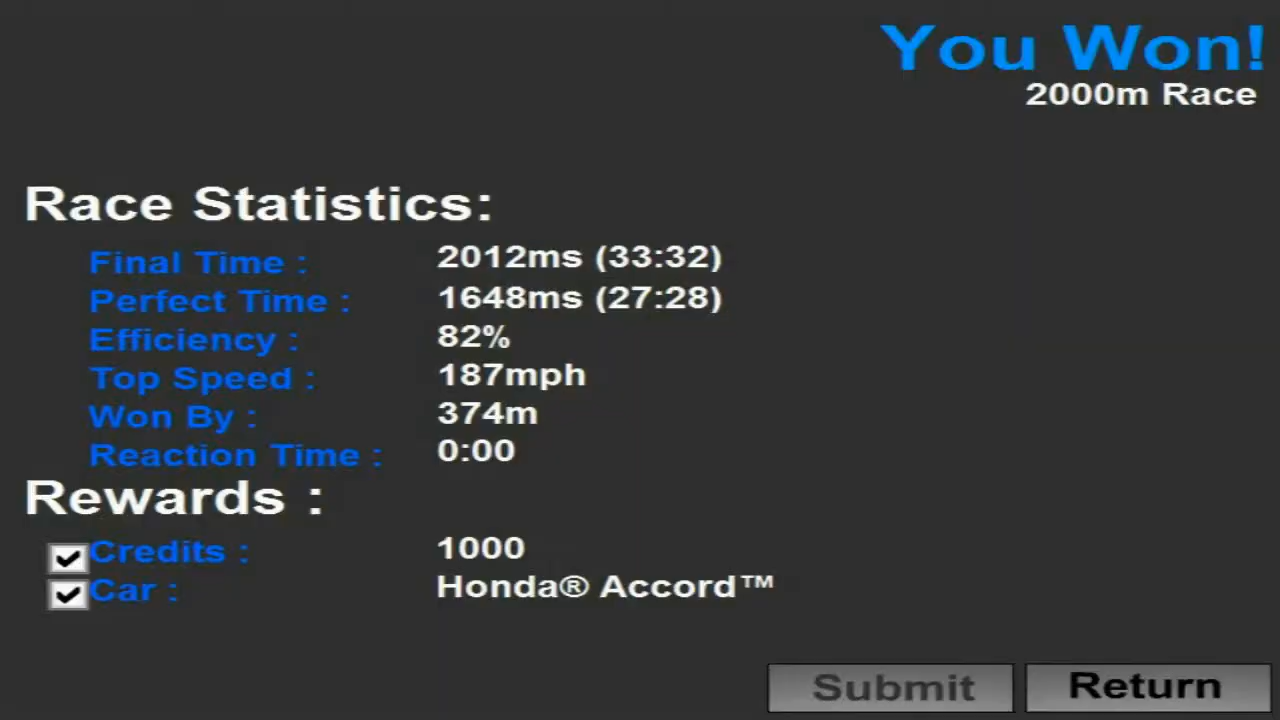 You Won!
2000m Race
Race Statistics:
Final Time : 2012ms (33:32)
Perfect Time : 1648ms (27:28)
Efficiency : 82%
Top Speed : 187mph
Won By : 374m
Reaction Time : 0:00
Rewards :
Credits : 1000
Car : Honda® Accord™
Submit Return